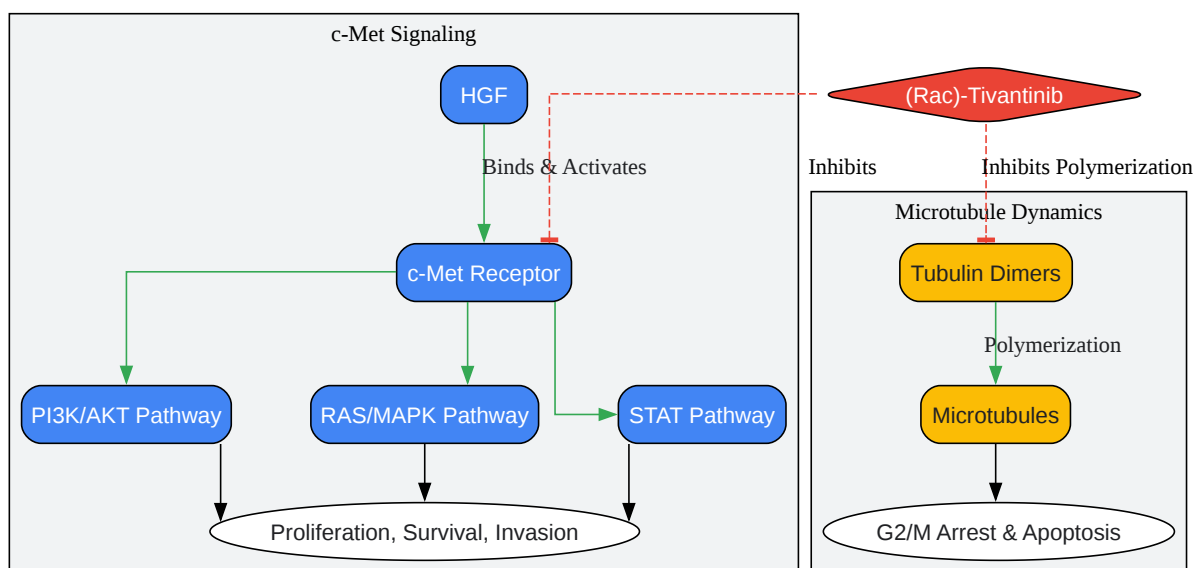 c-Met Signaling
HGF
(Rac)-Tivantinib
Binds & Activates
Inhibits
Inhibits Polymerization
Microtubule Dynamics
c-Met Receptor
Tubulin Dimers
Polymerization
PI3K/AKT Pathway
RAS/MAPK Pathway
STAT Pathway
Microtubules
Proliferation, Survival, Invasion
G2/M Arrest & Apoptosis